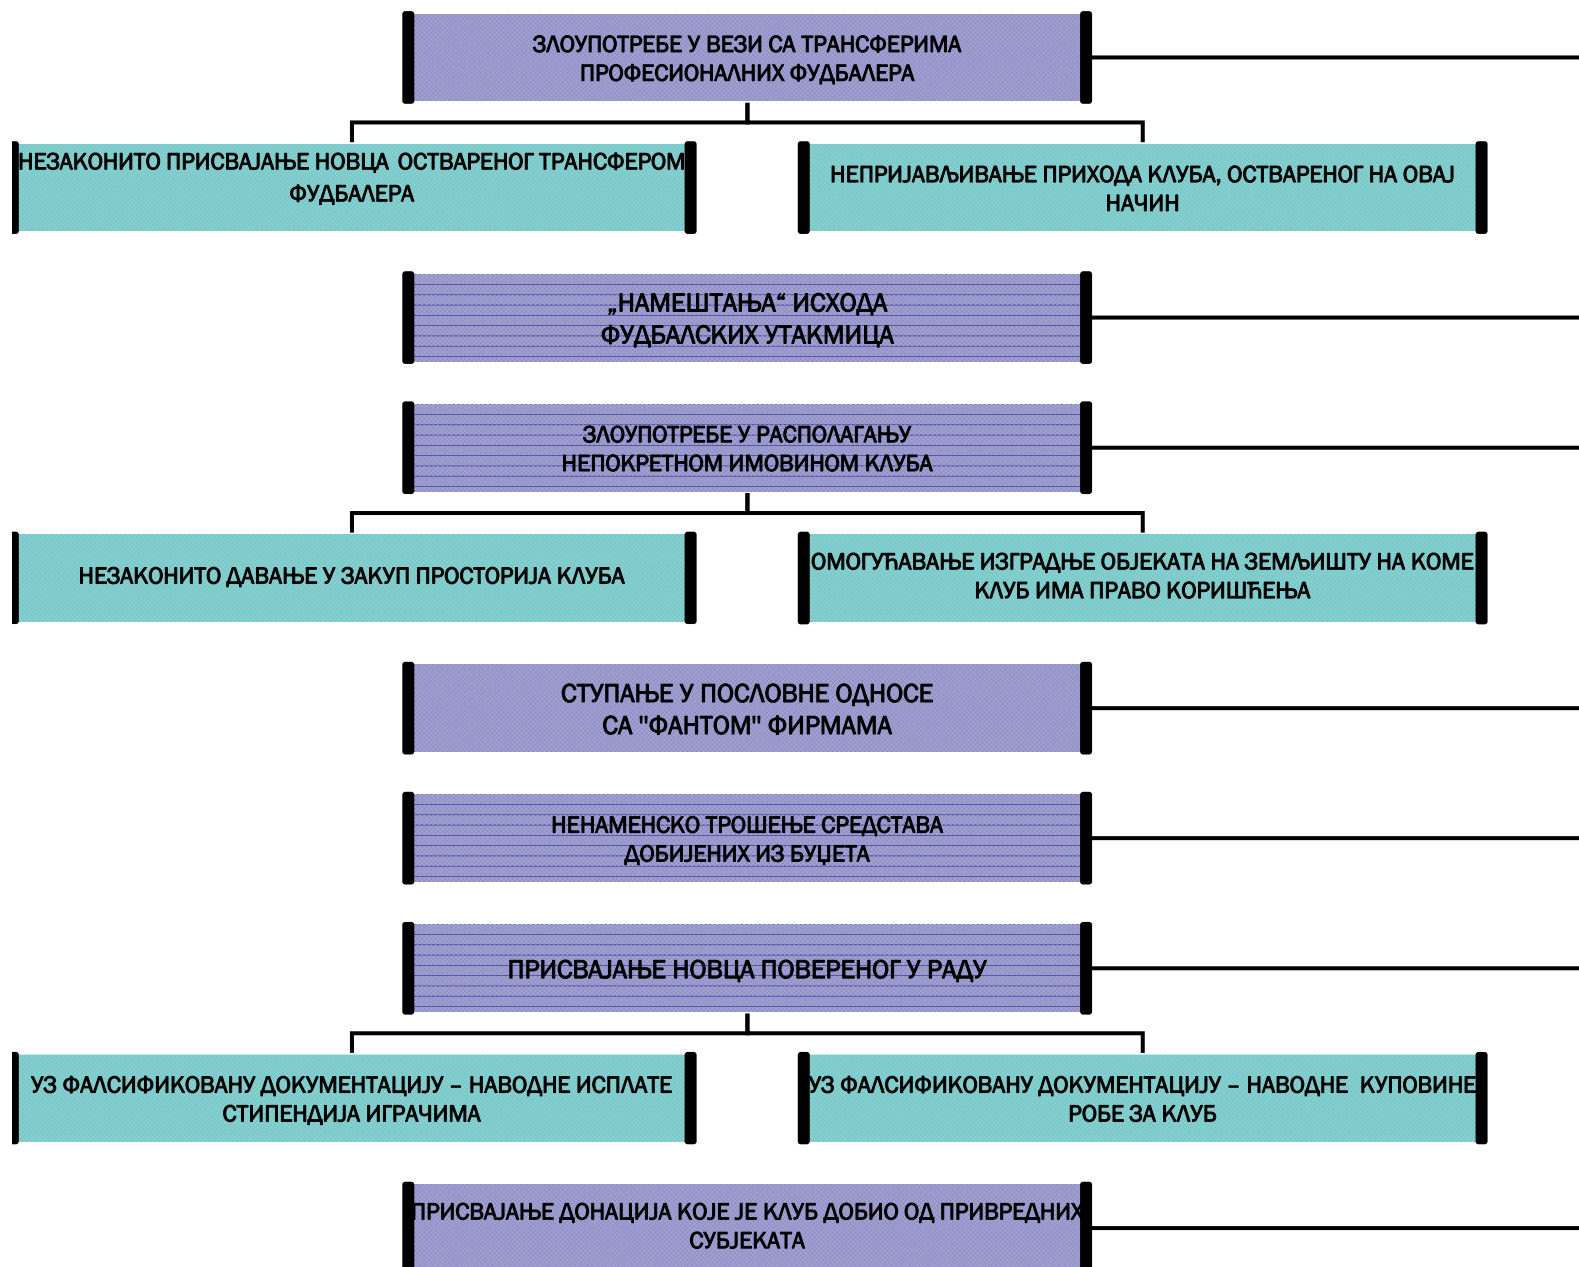 ЗЛОУПОТРЕБЕ У ВЕЗИ СА ТРАНСФЕРИМА
ПРОФЕСИОНАЛНИХ ФУДБАЛЕРА
НЕЗАКОНИТО ПРИСВАЈАЊЕ НОВЦА ОСТВАРЕНОГ ТРАНСФЕРОМ
ФУДБАЛЕРА
НЕПРИЈАВЉИВАЊЕ ПРИХОДА КЛУБА, ОСТВАРЕНОГ НА ОВАЈ
НАЧИН
„НАМЕШТАЊА“ ИСХОДА
ФУДБАЛСКИХ УТАКМИЦА
ЗЛОУПОТРЕБЕ У РАСПОЛАГАЊУ
НЕПОКРЕТНОМ ИМОВИНОМ КЛУБА
НЕЗАКОНИТО ДАВАЊЕ У ЗАКУП ПРОСТОРИЈА КЛУБА
ОМОГУЋАВАЊЕ ИЗГРАДЊЕ ОБЈЕКАТА НА ЗЕМЉИШТУ НА КОМЕ
КЛУБ ИМА ПРАВО КОРИШЋЕЊА
СТУПАЊЕ У ПОСЛОВНЕ ОДНОСЕ
СА "ФАНТОМ" ФИРМАМА
НЕНАМЕНСКО ТРОШЕЊЕ СРЕДСТАВА
ДОБИЈЕНИХ ИЗ БУЏЕТА
ПРИСВАЈАЊЕ НОВЦА ПОВЕРЕНОГ У РАДУ
УЗ ФАЛСИФИКОВАНУ ДОКУМЕНТАЦИЈУ – НАВОДНЕ ИСПЛАТЕ
СТИПЕНДИЈА ИГРАЧИМА
УЗ ФАЛСИФИКОВАНУ ДОКУМЕНТАЦИЈУ – НАВОДНЕ КУПОВИНЕ
РОБЕ ЗА КЛУБ
ПРИСВАЈАЊЕ ДОНАЦИЈА КОЈЕ ЈЕ КЛУБ ДОБИО ОД ПРИВРЕДНИХ
СУБЈЕКАТА